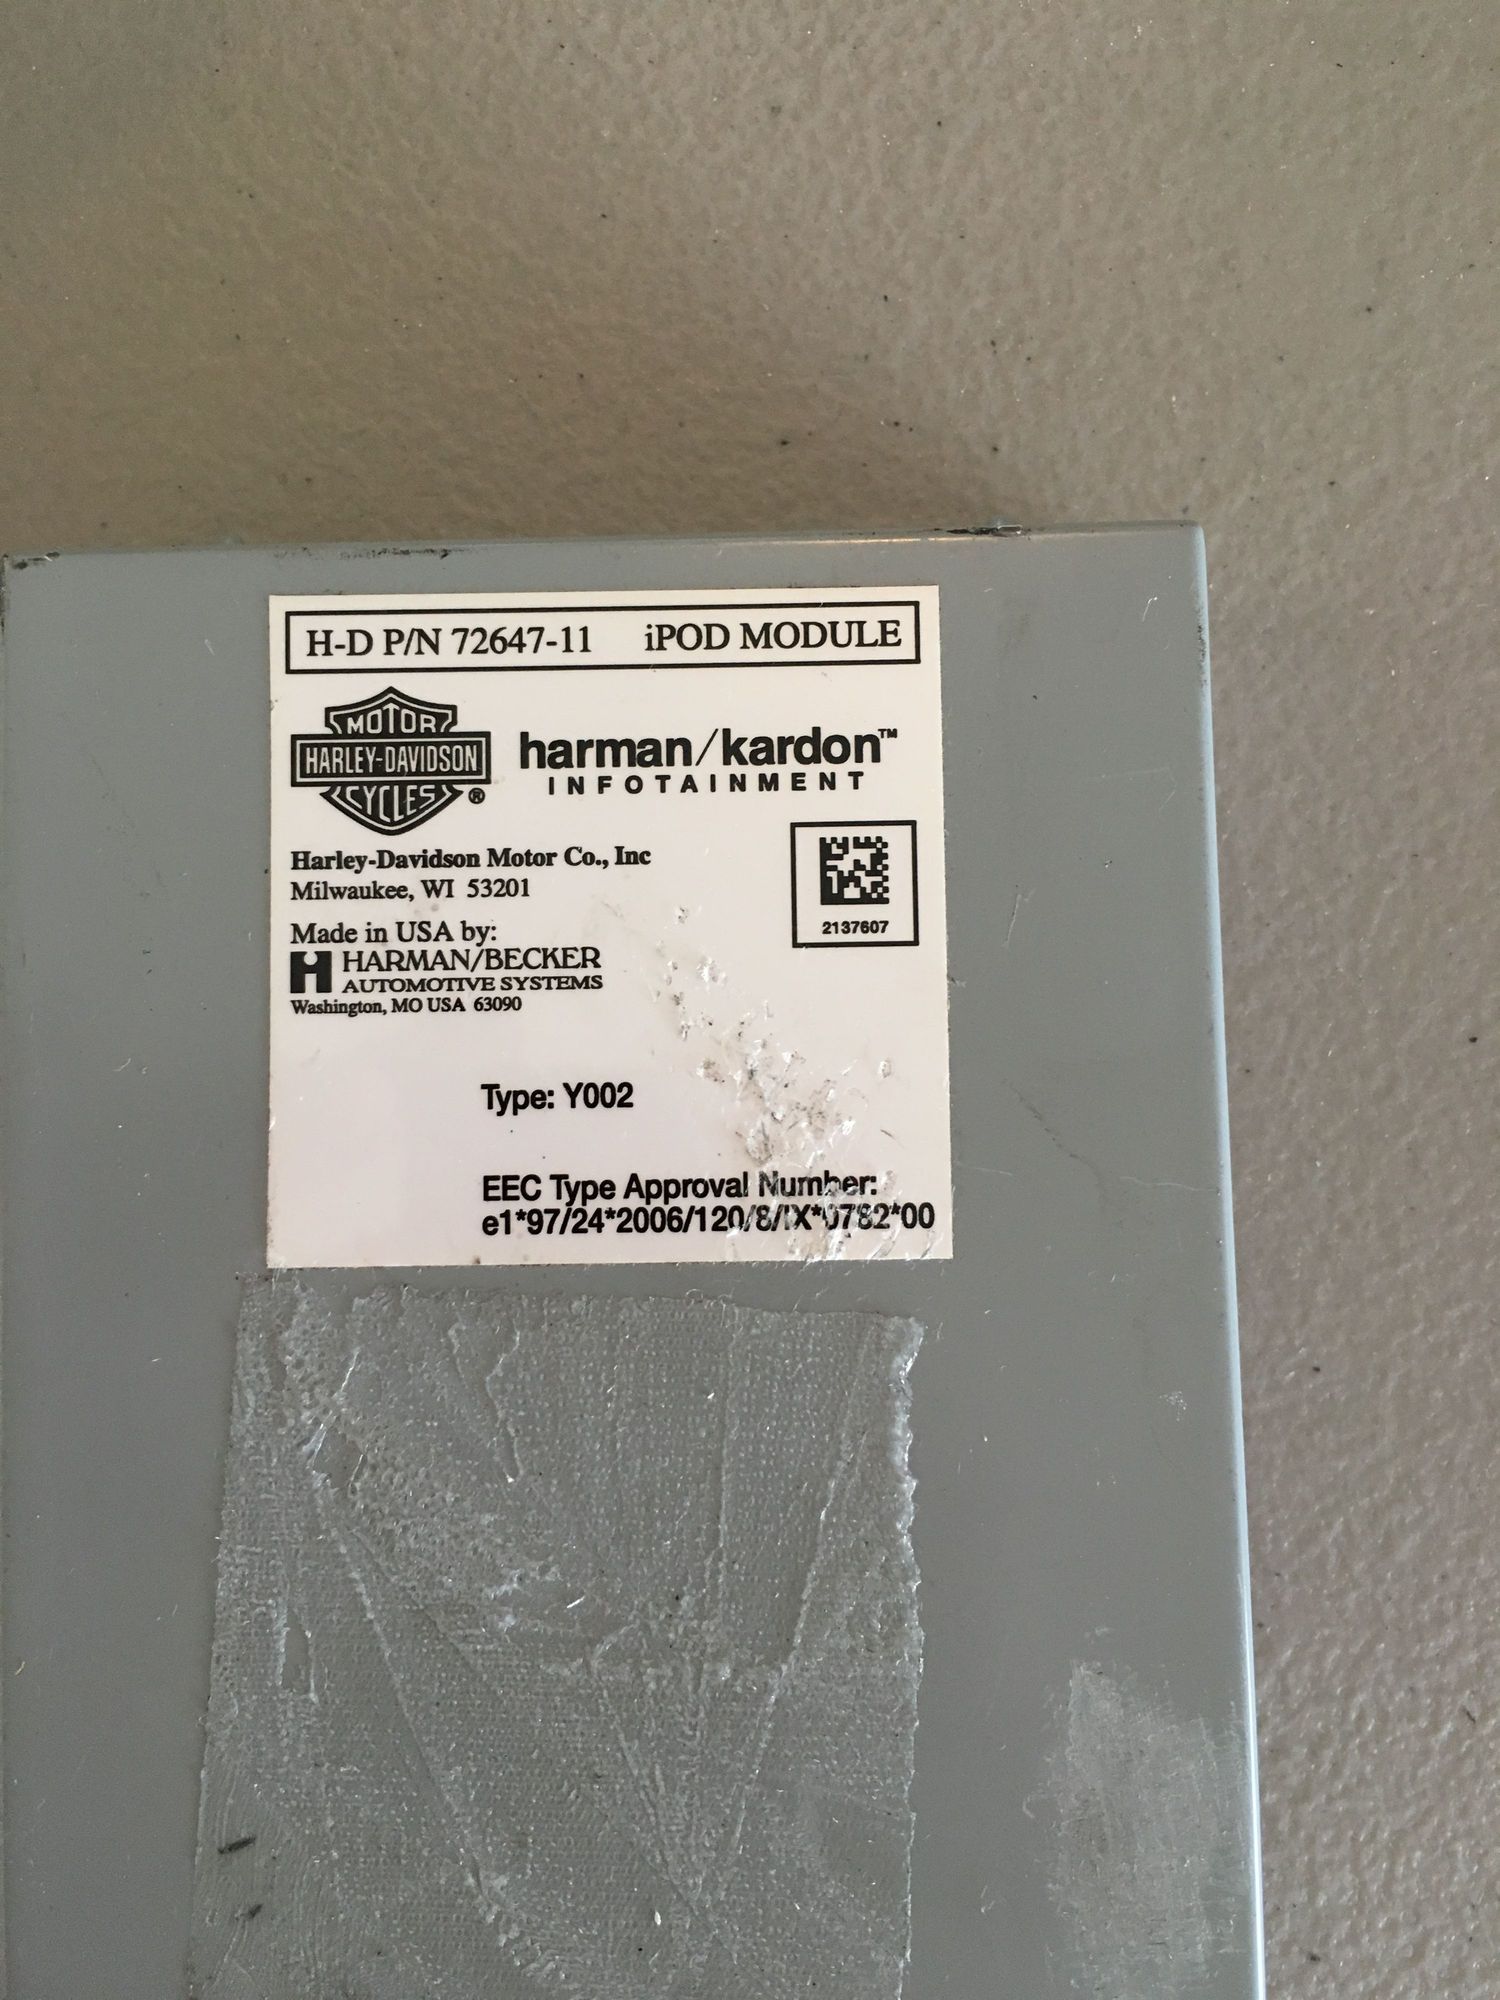 H-D P/N 72647-11 iPOD MODULE
MOTOR
HARLEY-DAVIDSON
CYCLES®
harman/kardon™
INFOTAINMENT
Harley-Davidson Motor Co., Inc
Milwaukee, WI 53201
2137607
Made in USA by:
H HARMAN/BECKER
AUTOMOTIVE SYSTEMS
Washington, MO USA 63090
Type: Y002
EEC Type Approval Number:
e1*97/24*2006/120/8/IX*0782*00